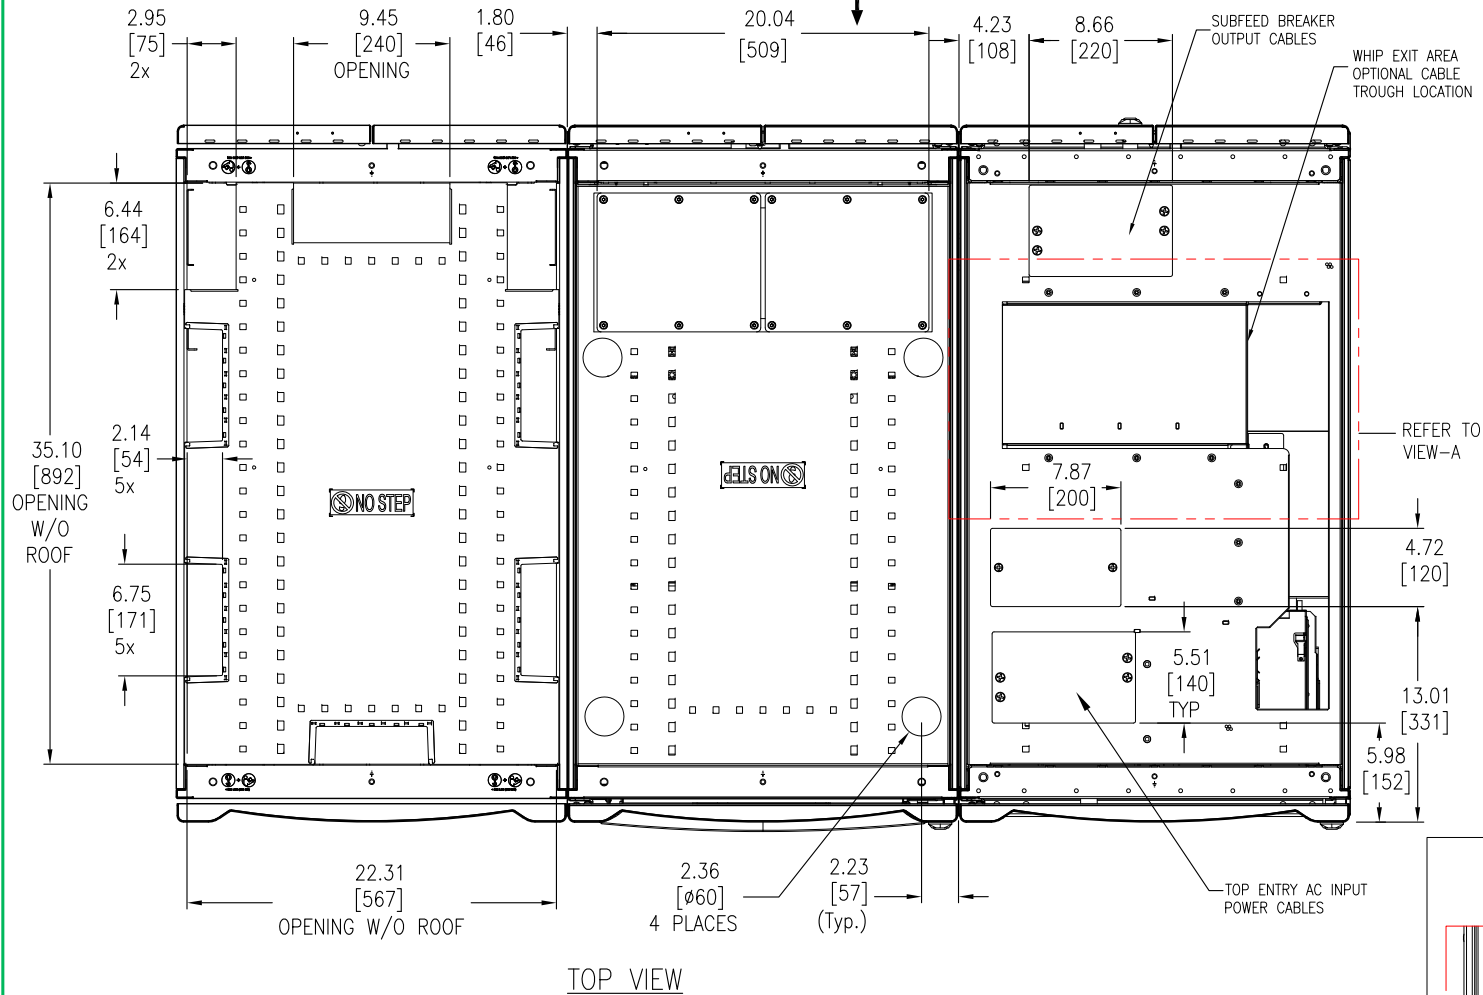 2.95
[75]
2x
9.45
[240]
OPENING
1.80
[46]
20.04
[509]
4.23
[108]
8.66
[220]
SUBFEED BREAKER
OUTPUT CABLES
WHIP EXIT AREA
OPTIONAL CABLE
TROUGH LOCATION
6.44
[164]
2x
35.10
[892]
OPENING
W/O
ROOF
2.14
[54]
5x
6.75
[171]
5x
NO STEP
NO STEP
7.87
[200]
REFER TO
VIEW-A
4.72
[120]
5.51
[140]
TYP
13.01
[331]
5.98
[152]
22.31
[567]
OPENING W/O ROOF
2.36
[ø60]
4 PLACES
2.23
[57]
(Typ.)
TOP ENTRY AC INPUT
POWER CABLES
TOP VIEW